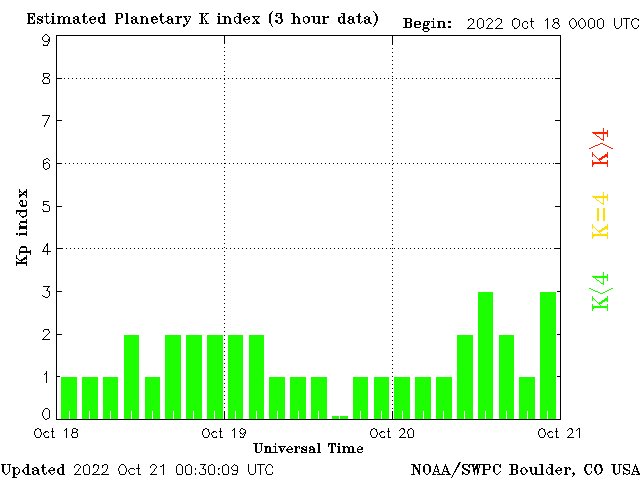 Estimated Planetary K index (3 hour data)
Begin: 2022 Oct 18 0000 UTC
9
8
7
6
5
4
3
2
1
0
Kp index
K>4
K=4
K<4
Oct 18
Oct 19
Oct 20
Oct 21
Universal Time
Updated 2022 Oct 21 00:30:09 UTC
NOAA/SWPC Boulder, CO USA